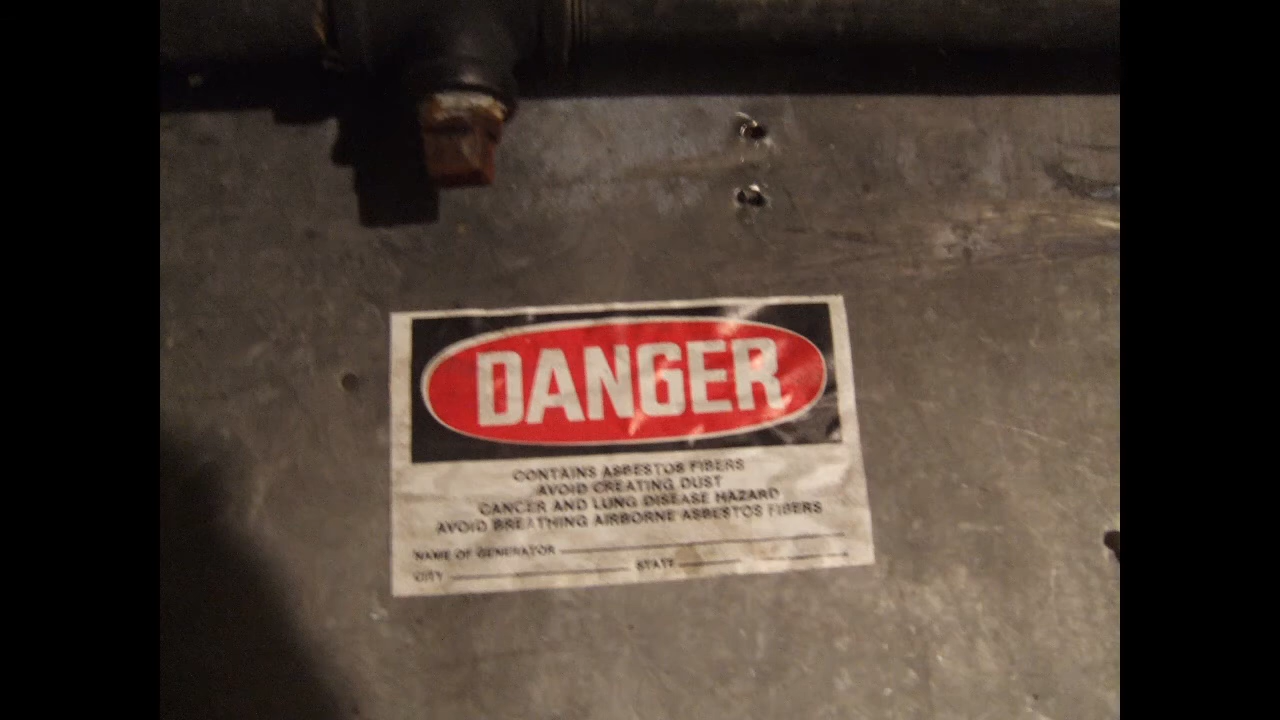 DANGER
CONTAINS ASBESTOS FIBERS
AVOID CREATING DUST
CANCER AND LUNG DISEASE HAZARD
AVOID BREATHING AIRBORNE ASBESTOS FIBERS
NAME OF GENERATOR
CITY STATE